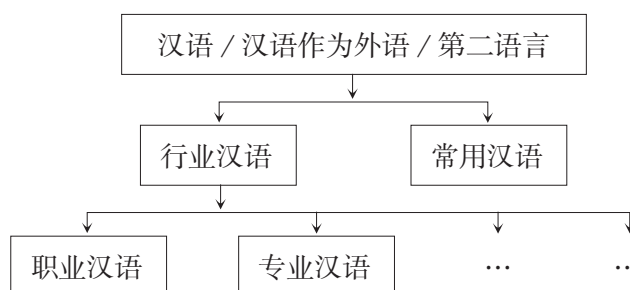 汉语 / 汉语作为外语 / 第二语言
行业汉语 常用汉语
职业汉语 专业汉语 … ‥